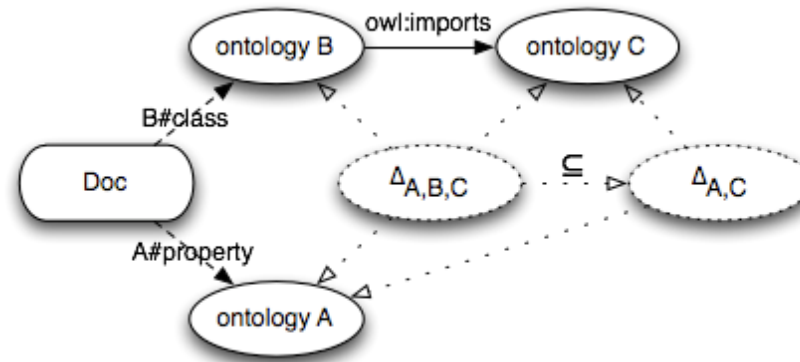 owl:imports
ontology B
ontology C
B#class
Doc
Δ_{A,B,C}
⊆
Δ_{A,C}
A#property
ontology A